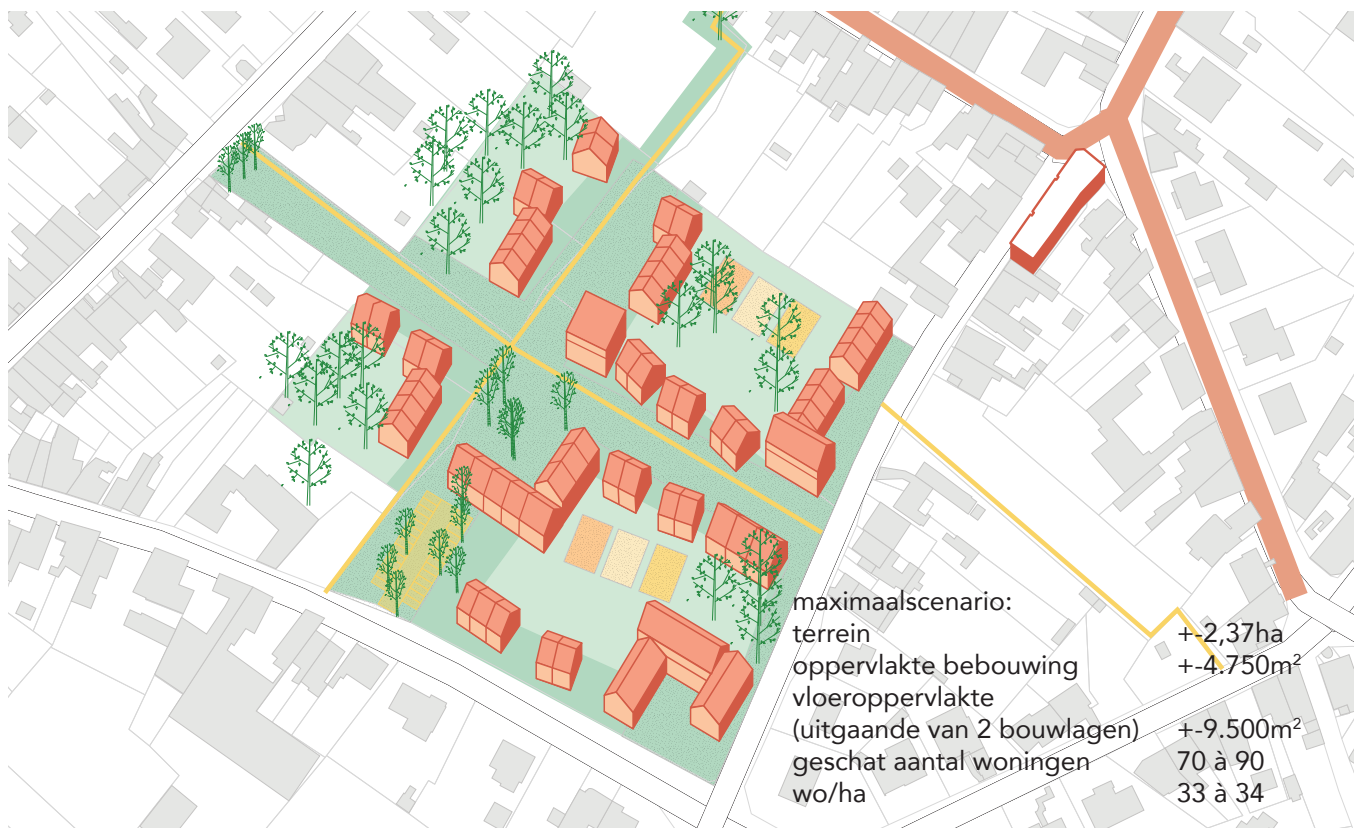 maximaalscenario:
terrein +-2,37ha
oppervlakte bebouwing +-4.750m²
vloeroppervlakte
(uitgaande van 2 bouwlagen) +-9.500m²
geschat aantal woningen 70 à 90
wo/ha 33 à 34